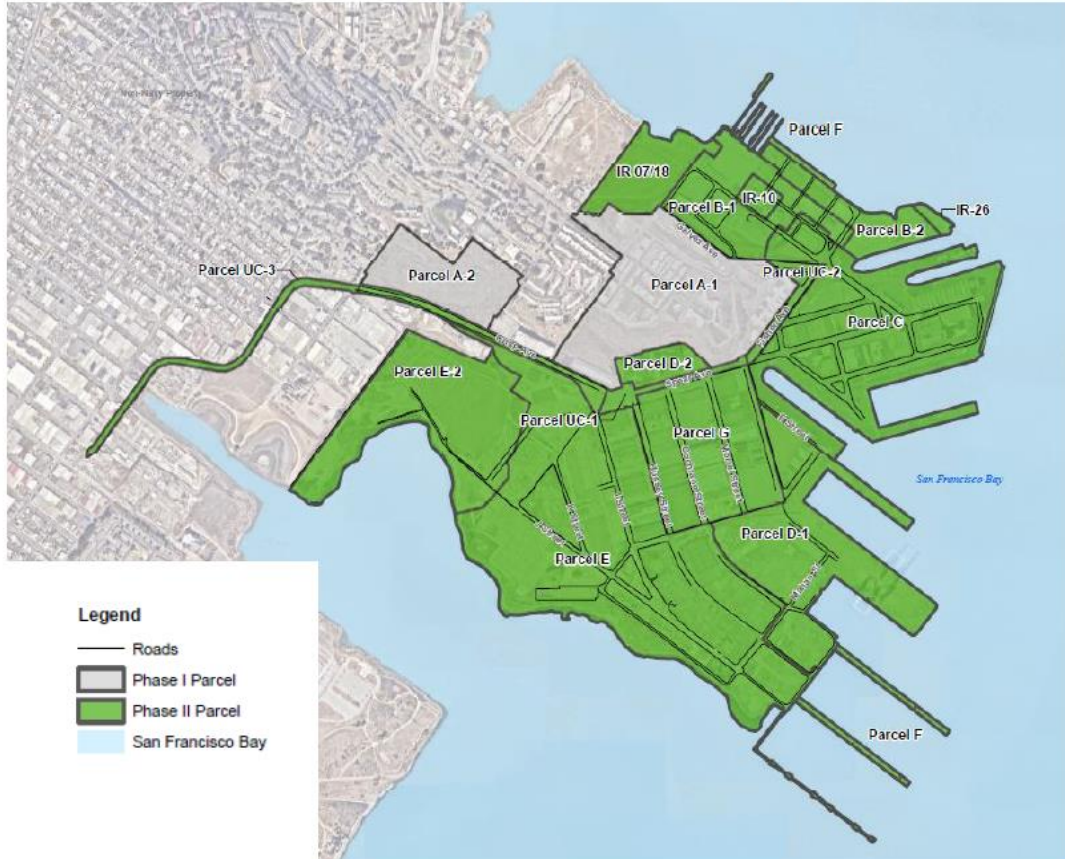 Parcel F
IR 07/18
IR-10
Parcel B-1
IR-26
Parcel B-2
Parcel UC-2
Parcel UC-3
Parcel A-2
Parcel A-1
Parcel C
Parcel D-2
Spear Ave
Parcel E-2
Parcel UC-1
Parcel G
San Francisco Bay
Parcel D-1
Parcel E
Parcel F
Legend
Roads
Phase I Parcel
Phase II Parcel
San Francisco Bay